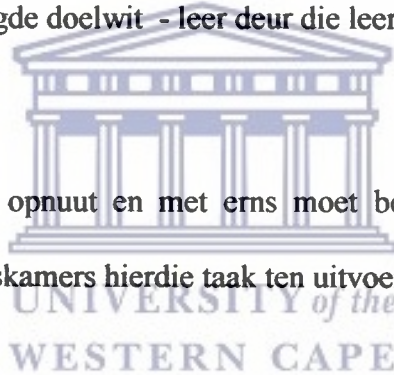 gde doelwit - leer deur die leer
opnuut en met erns moet be
skamers hierdie taak ten uitvoe
UNIVERSITY of the
WESTERN CAPE